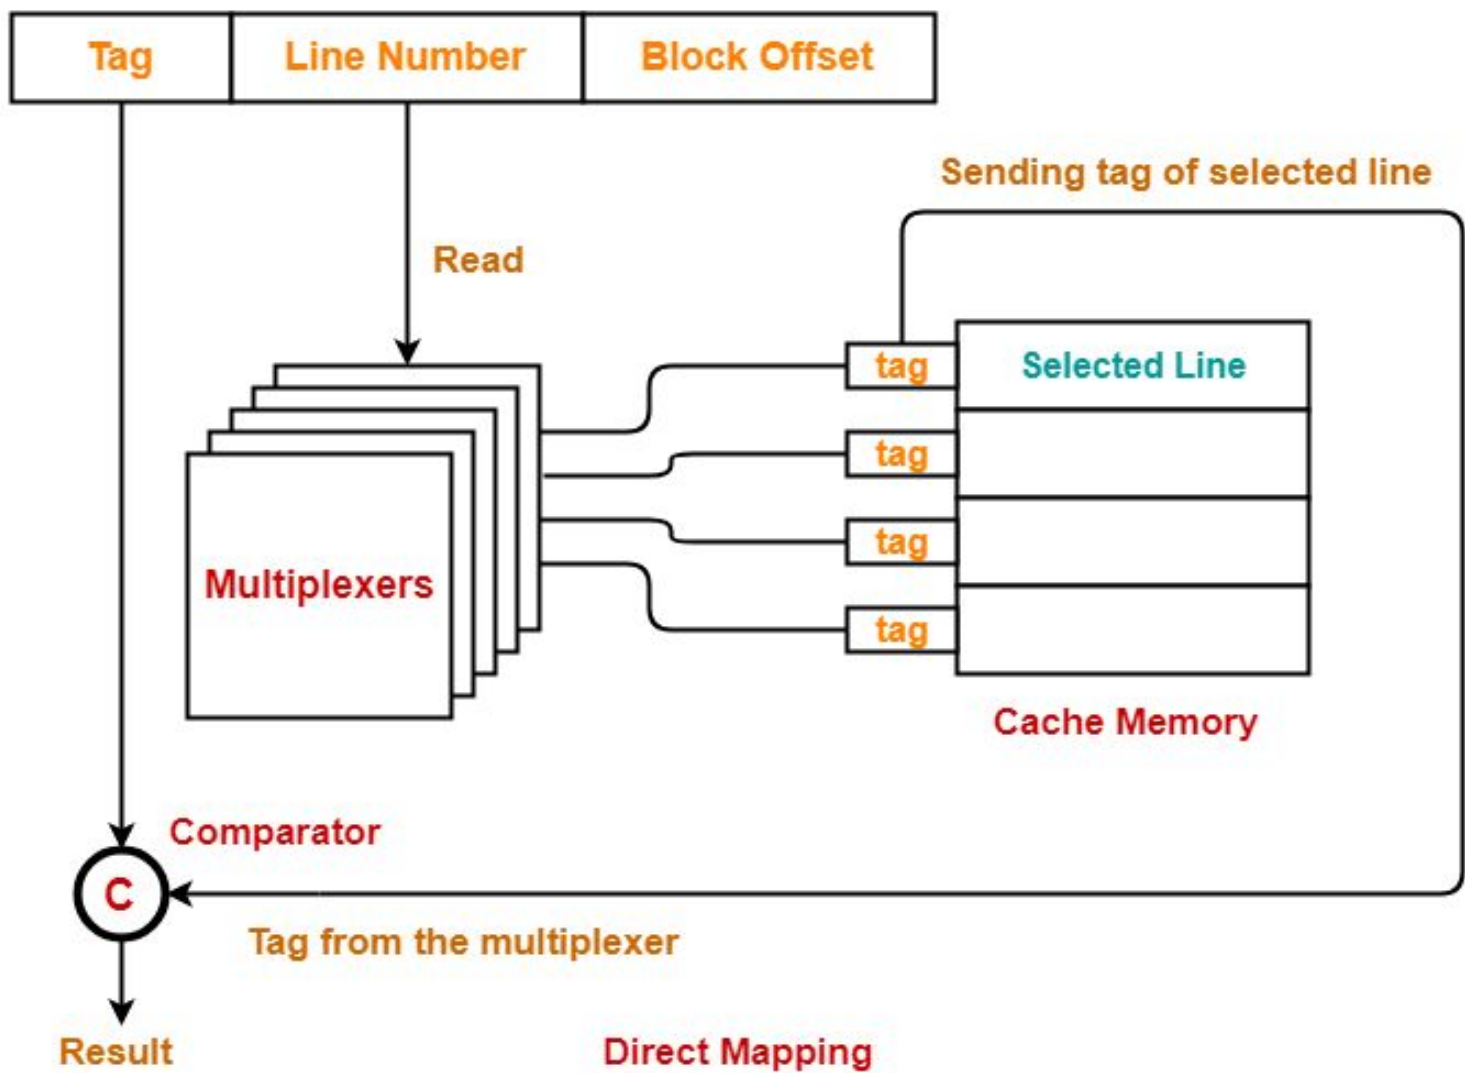 Tag
Line Number
Block Offset
Sending tag of selected line
Read
tag
Selected Line
tag
tag
Multiplexers
tag
Cache Memory
Comparator
C
Tag from the multiplexer
Result
Direct Mapping